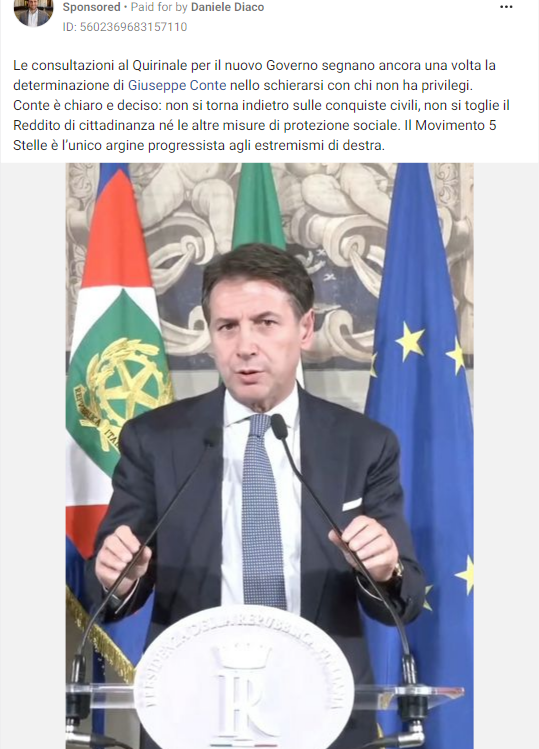 Sponsored • Paid for by Daniele Diaco
ID: 5602369683157110
Le consultazioni al Quirinale per il nuovo Governo segnano ancora una volta la
determinazione di Giuseppe Conte nello schierarsi con chi non ha privilegi.
Conte è chiaro e deciso: non si torna indietro sulle conquiste civili, non si toglie il
Reddito di cittadinanza né le altre misure di protezione sociale. Il Movimento 5
Stelle è l’unico argine progressista agli estremismi di destra.
PRESIDENZA DELLA REPUBBLICA ITALIANA